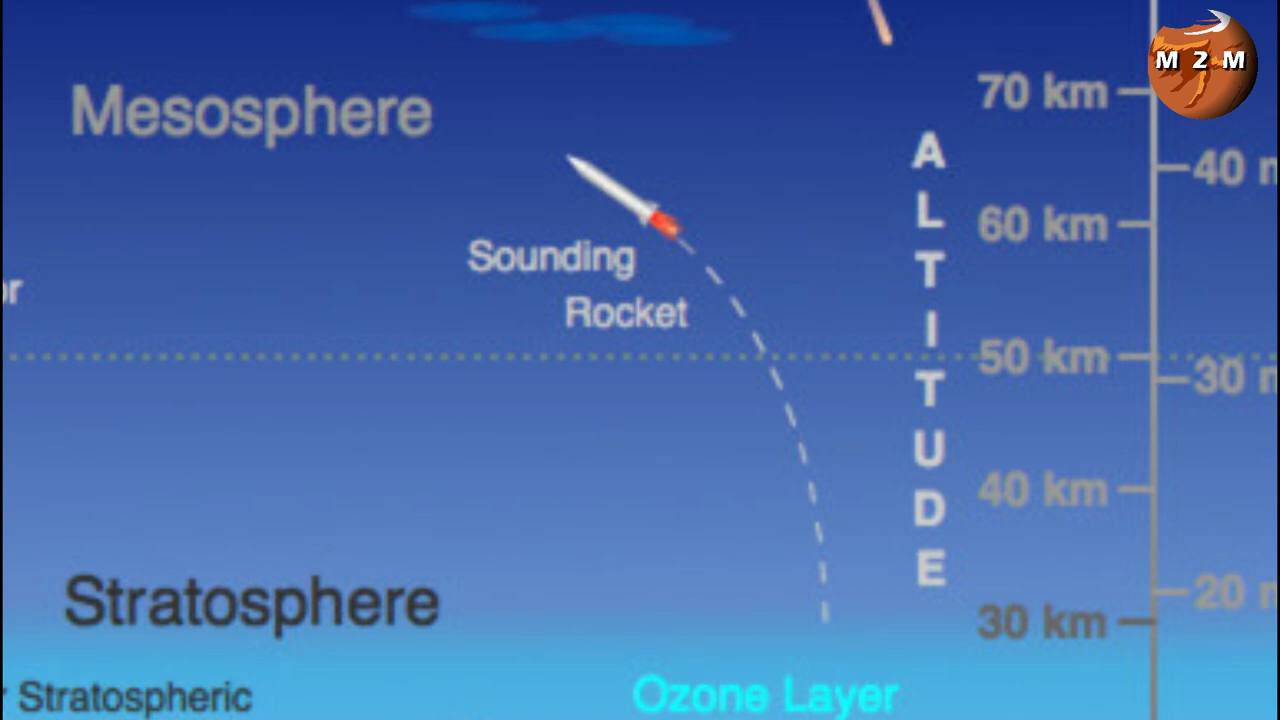 M 2 M
70 km
Mesosphere
40
60 km
Sounding
Rocket
ALTITUDE
50 km
30
40 km
Stratosphere
20
30 km
Stratospheric
Ozone Layer